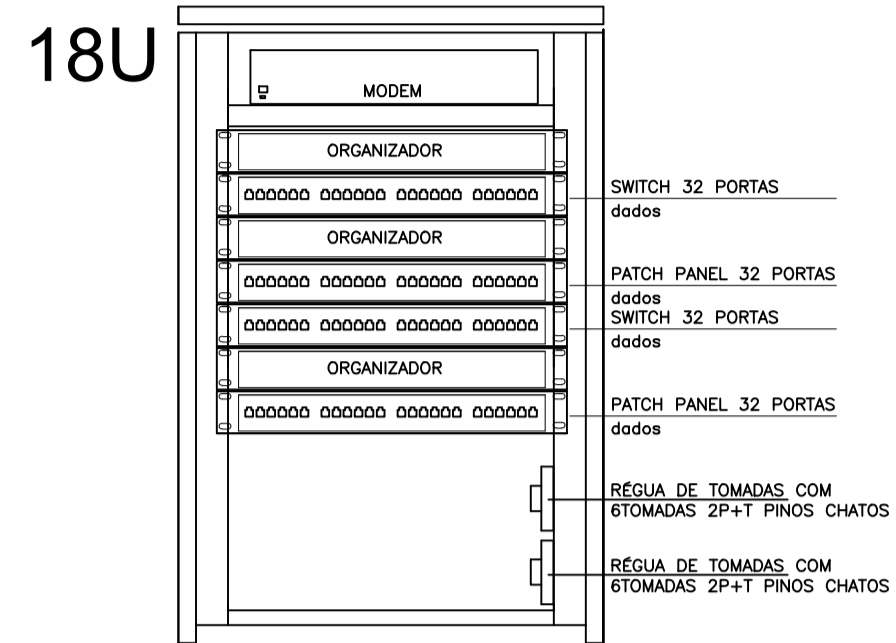 18U
MODEM
ORGANIZADOR
SWITCH 32 PORTAS
dados
ORGANIZADOR
PATCH PANEL 32 PORTAS
dados
SWITCH 32 PORTAS
dados
ORGANIZADOR
PATCH PANEL 32 PORTAS
dados
RÉGUA DE TOMADAS COM
6TOMADAS 2P+T PINOS CHATOS
RÉGUA DE TOMADAS COM
6TOMADAS 2P+T PINOS CHATOS